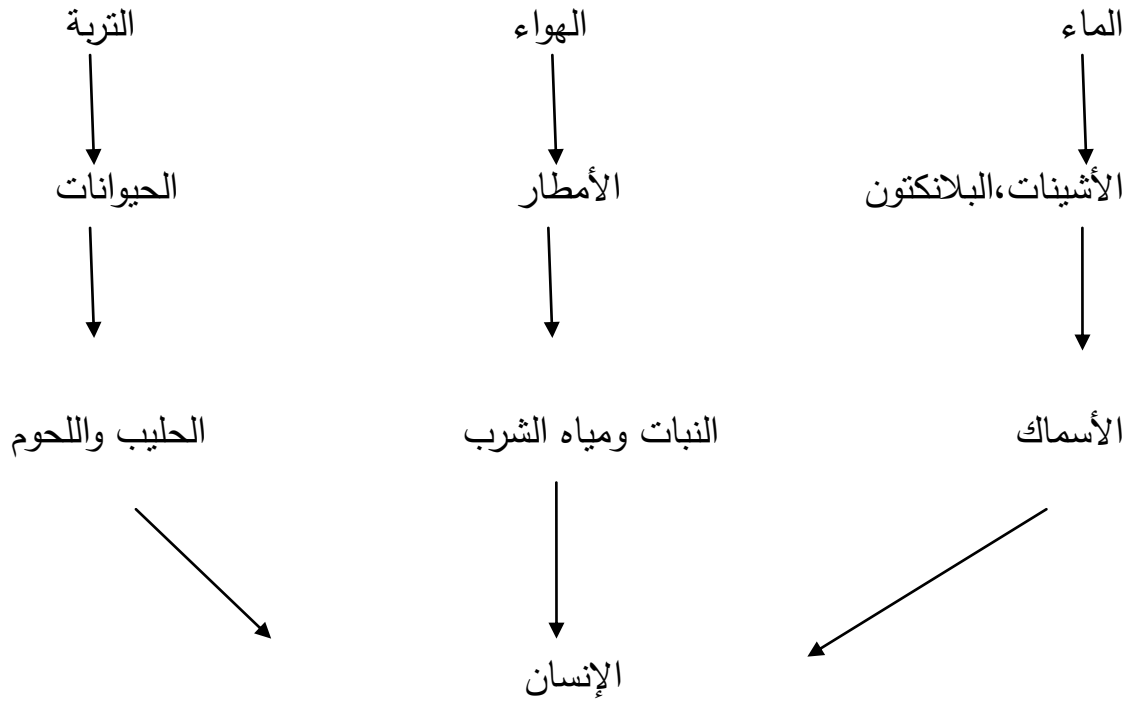 الماء
الهواء
التربة
الأشينات،البلانكتون
الأمطار
الحيوانات
الأسماك
النبات ومياه الشرب
الحليب واللحوم
الإنسان